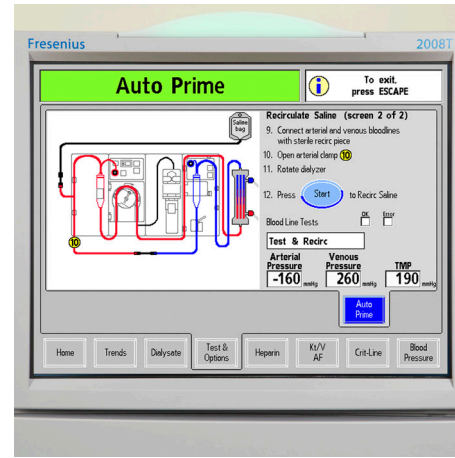 Fresenius
2008T
Auto Prime
To exit,
press ESCAPE
Saline
bag
10
Recirculate Saline (screen 2 of 2)
9. Connect arterial and venous bloodlines
with sterile recirc piece
10. Open arterial clamp 10
11. Rotate dialyzer
12. Press Start to Recirc Saline
Blood Line Tests
OK Error
Test & Recirc
Arterial Pressure
-160 mmHg
Venous Pressure
260 mmHg
TMP
190 mmHg
Auto
Prime
Home
Trends
Dialysate
Test &
Options
Heparin
Kt/V
AF
Crit-Line
Blood
Pressure